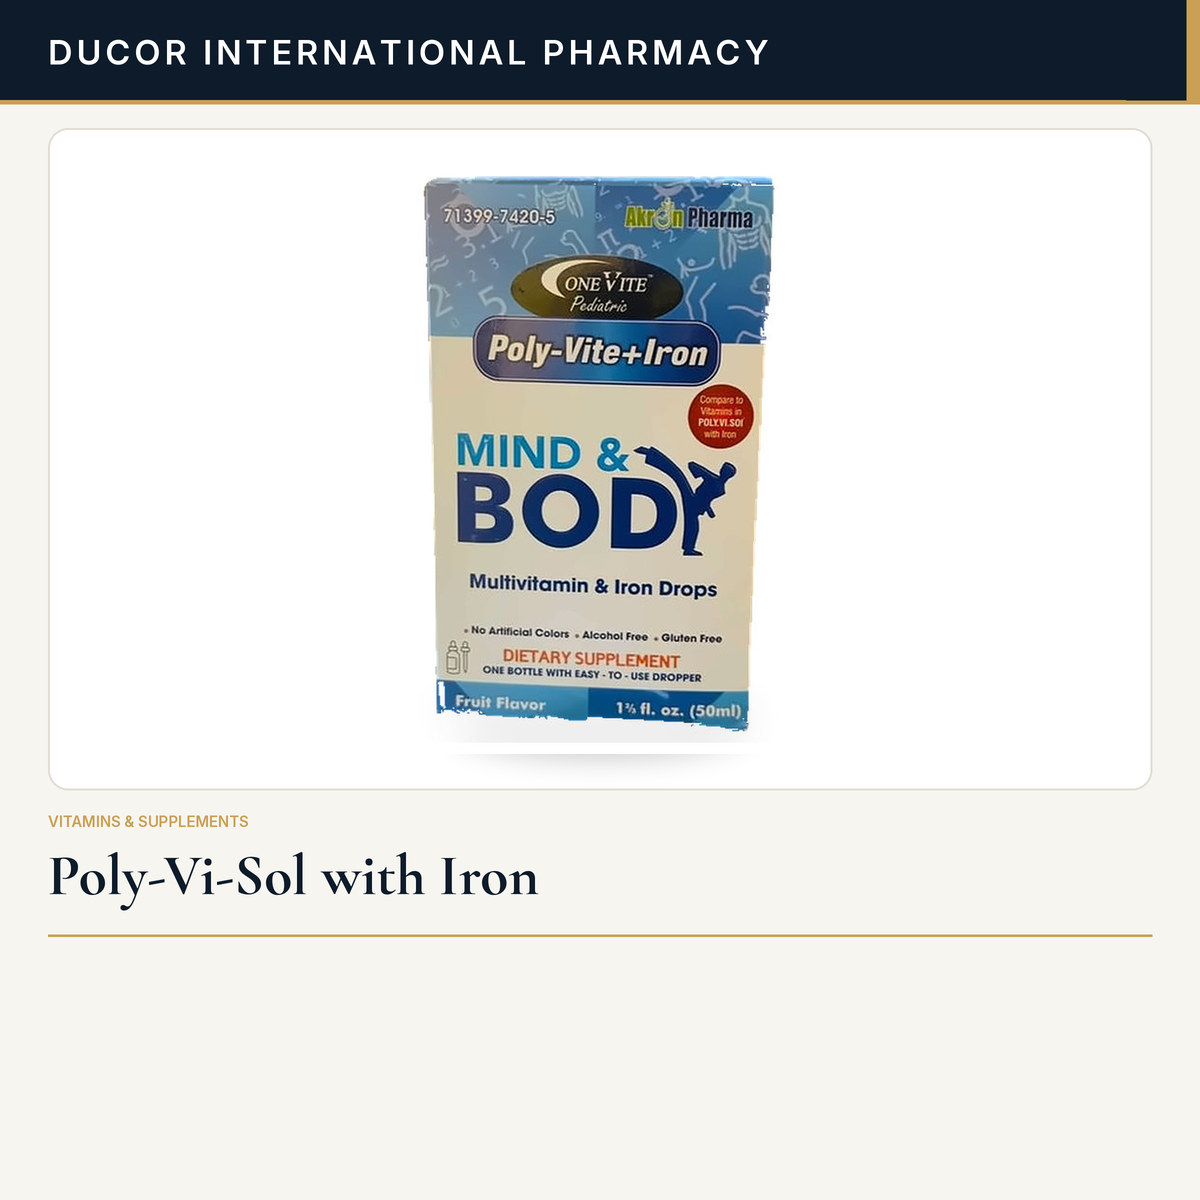 DUCOR INTERNATIONAL PHARMACY
71399-7420-5
Akron Pharma
ONE VITE™
Pediatric
Poly-Vite+Iron
Compare to
Vitamins in
POLY.VI.SOL
with Iron
MIND &
BODY
Multivitamin & Iron Drops
• No Artificial Colors • Alcohol Free • Gluten Free
DIETARY SUPPLEMENT
ONE BOTTLE WITH EASY - TO - USE DROPPER
Fruit Flavor
1⅔ fl. oz. (50ml)
VITAMINS & SUPPLEMENTS
Poly-Vi-Sol with Iron